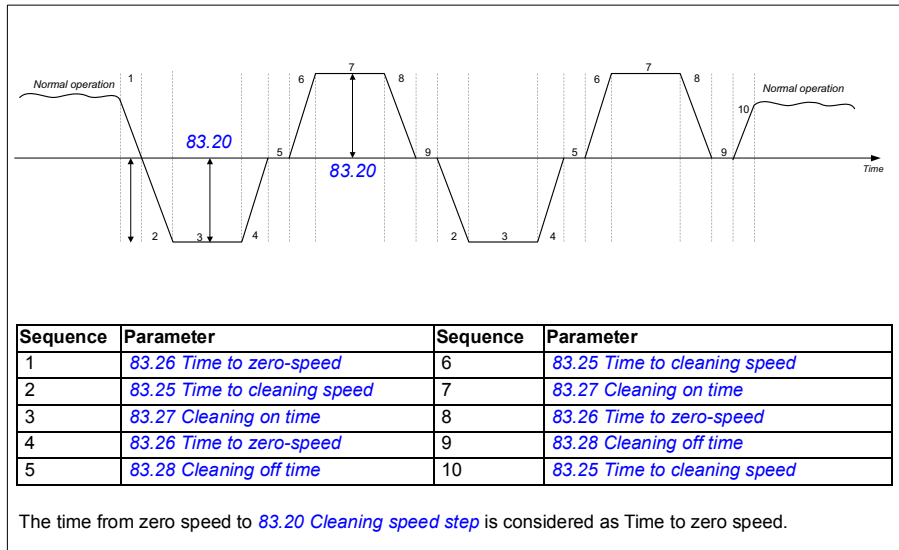 1
7
7
Normal operation
6
8
6
8
Normal operation
10
83.20
5
9
5
9
83.20
Time
2
3
4
2
3
4
Sequence Parameter Sequence Parameter
1 83.26 Time to zero-speed 6 83.25 Time to cleaning speed
2 83.25 Time to cleaning speed 7 83.27 Cleaning on time
3 83.27 Cleaning on time 8 83.26 Time to zero-speed
4 83.26 Time to zero-speed 9 83.28 Cleaning off time
5 83.28 Cleaning off time 10 83.25 Time to cleaning speed
The time from zero speed to 83.20 Cleaning speed step is considered as Time to zero speed.